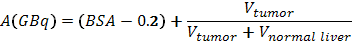 A(GBq) = (BSA − 0.2) + V_tumor / (V_tumor + V_normal liver)